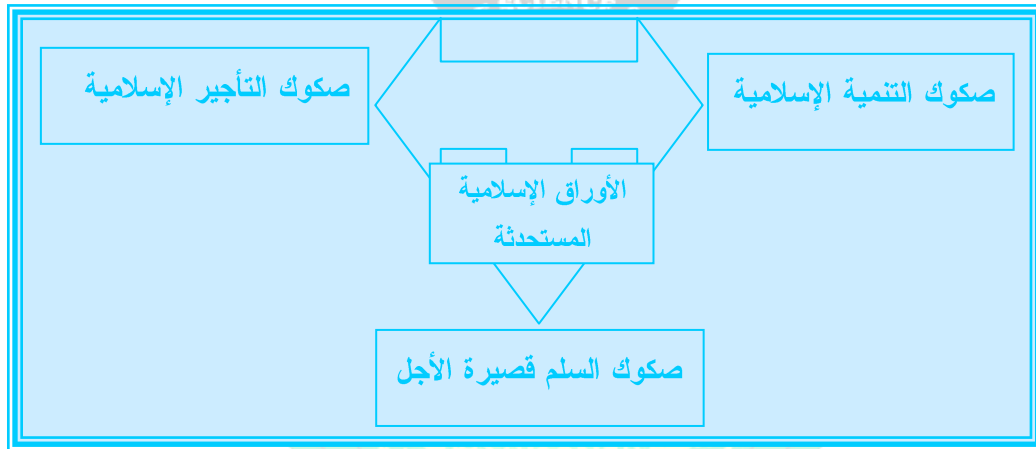 صكوك التنمية الإسلامية
صكوك التأجير الإسلامية
الأوراق الإسلامية
المستحدثة
صكوك السلم قصيرة الأجل